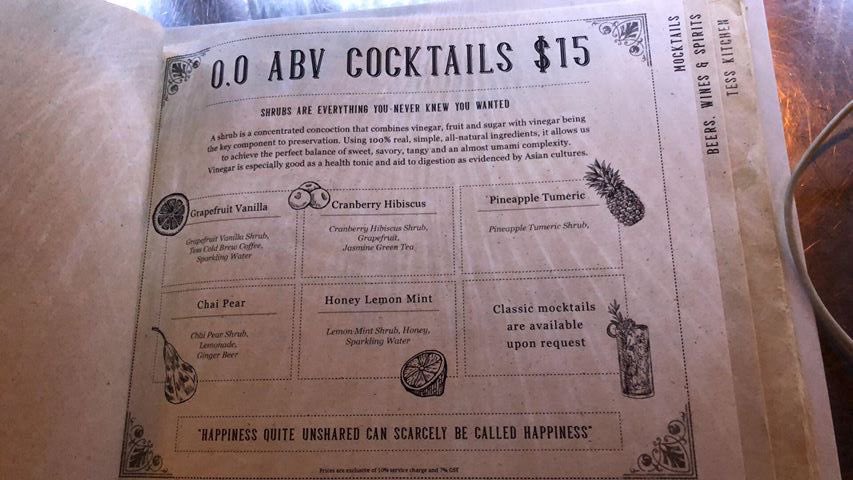 0.0 ABV COCKTAILS $15
SHRUBS ARE EVERYTHING YOU NEVER KNEW YOU WANTED
A shrub is a concentrated concoction that combines vinegar, fruit and sugar with vinegar being
the key component to preservation. Using 100% real, simple, all-natural ingredients, it allows us
to achieve the perfect balance of sweet, savory, tangy and an almost umami complexity.
Vinegar is especially good as a health tonic and aid to digestion as evidenced by Asian cultures.
Grapefruit Vanilla
Grapefruit Vanilla Shrub,
Tess Cold Brew Coffee,
Sparkling Water
Cranberry Hibiscus
Cranberry Hibiscus Shrub,
Grapefruit,
Jasmine Green Tea
Pineapple Tumeric
Pineapple Tumeric Shrub,
Chai Pear
Chai Pear Shrub,
Lemonade,
Ginger Beer
Honey Lemon Mint
Lemon-Mint Shrub, Honey,
Sparkling Water
Classic mocktails
are available
upon request
"HAPPINESS QUITE UNSHARED CAN SCARCELY BE CALLED HAPPINESS"
Prices are exclusive of 10% service charge and 7% GST
MOCKTAILS
BEERS, WINES & SPIRITS
TESS KITCHEN